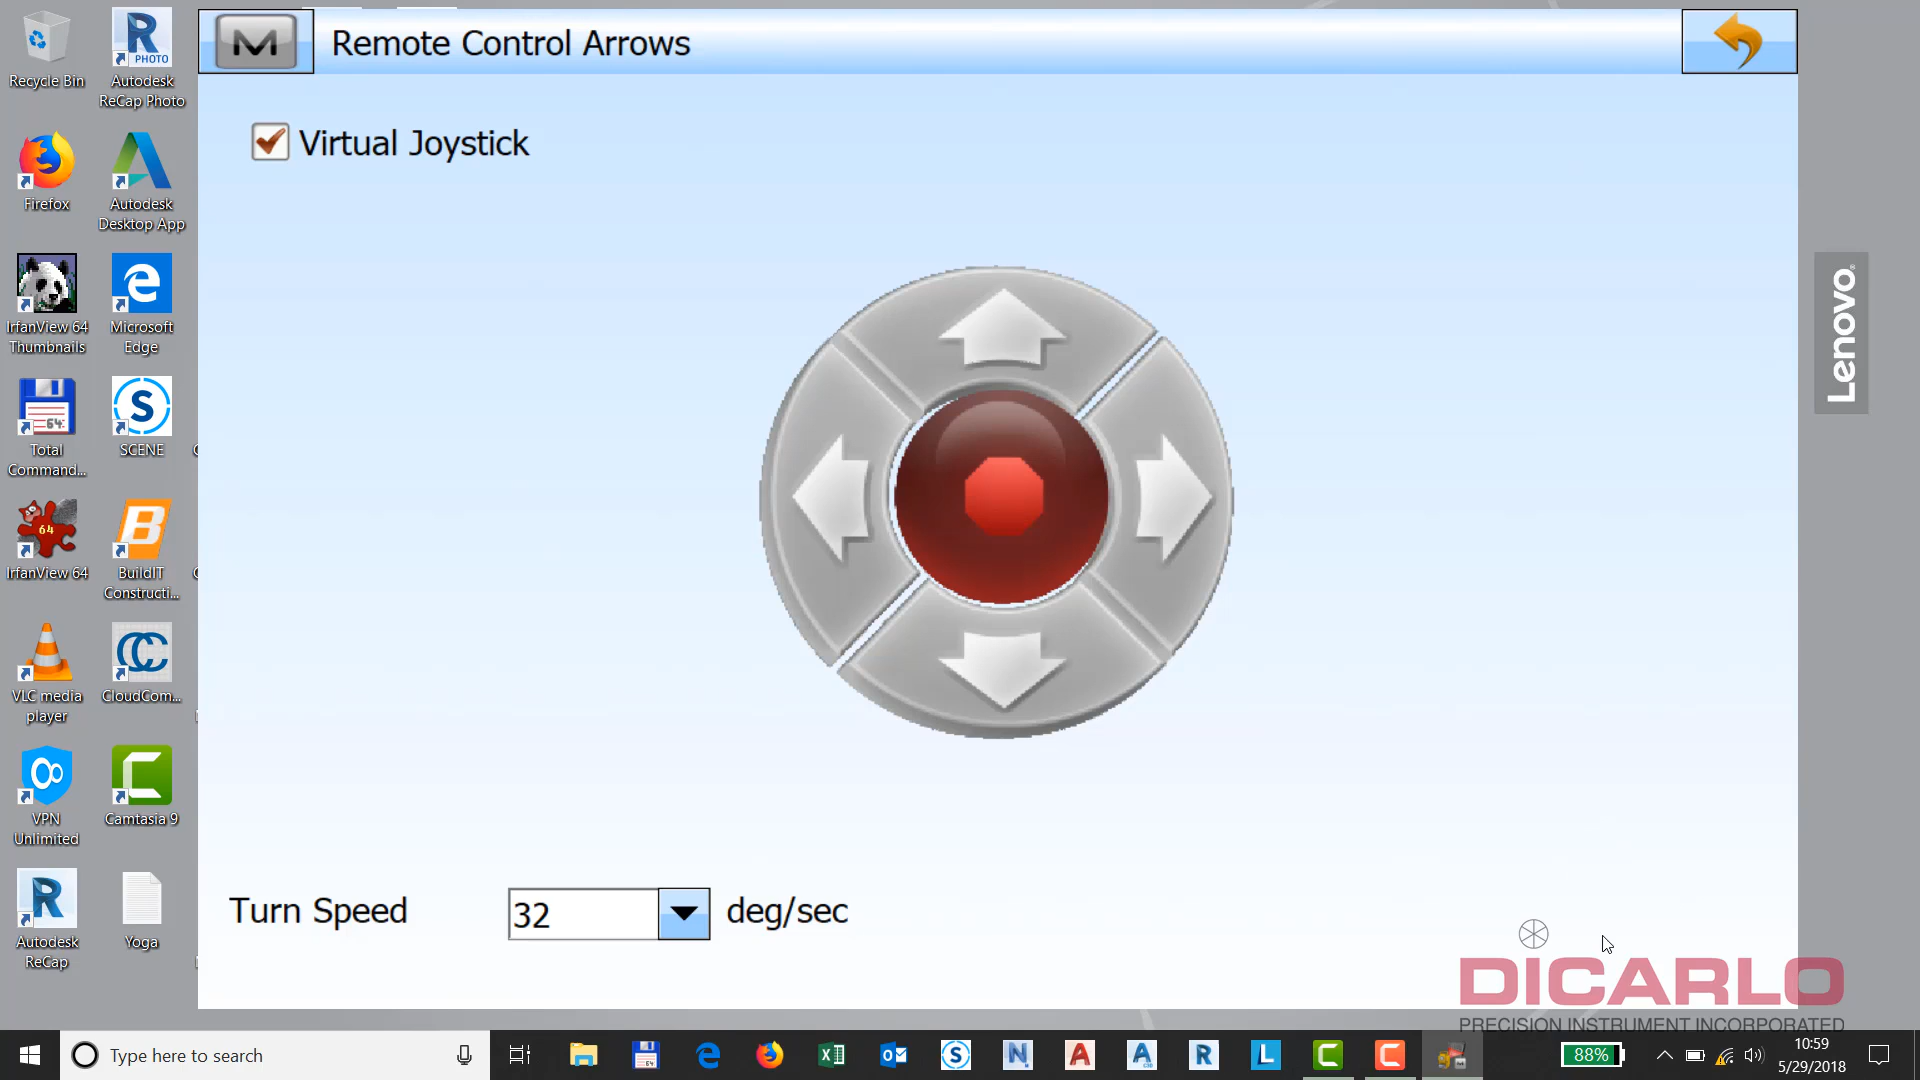 Remote Control Arrows
Virtual Joystick
Turn Speed
32
deg/sec
Recycle Bin
PHOTO
Autodesk
ReCap Photo
Firefox
Autodesk
Desktop App
IrfanView 64
Thumbnails
Microsoft
Edge
64
Total
Command...
S
SCENE
64
IrfanView 64
B
BuildIT
Constructi...
VLC media
player
CC
CloudCom...
VPN
Unlimited
C
Camtasia 9
R
Autodesk
ReCap
Yoga
Lenovo
DICARLO
PRECISION INSTRUMENT INCORPORATED
Type here to search
88%
10:59
5/29/2018